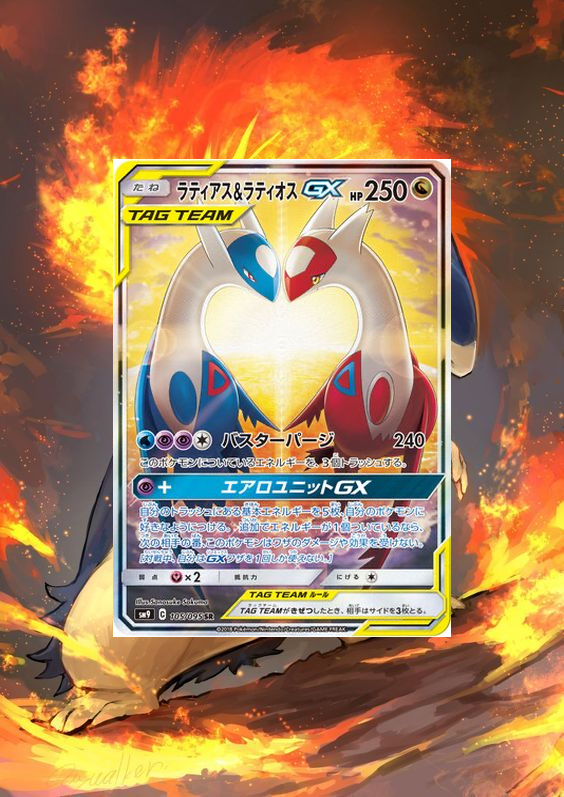 たね ラティアス&ラティオス GX HP 250
TAG TEAM
バスターパージ 240
このポケモンについているエネルギーを、3個トラッシュする。
+ エアロユニットGX
自分のトラッシュにある基本エネルギーを5枚、自分のポケモンに
好きなようにつける。追加でエネルギーが1個ついているなら、
次の相手の番、このポケモンはワザのダメージや効果を受けない。
[対戦中、自分はGXワザを1回しか使えない。]
弱点 ×2 抵抗力 にげる
Illus. Sanosuke Sakuma
TAG TEAM ルール
TAG TEAMがきぜつしたとき、相手はサイドを3枚とる。
sm9 C 105/095 SR
©2018 Pokémon/Nintendo/Creatures/GAME FREAK.